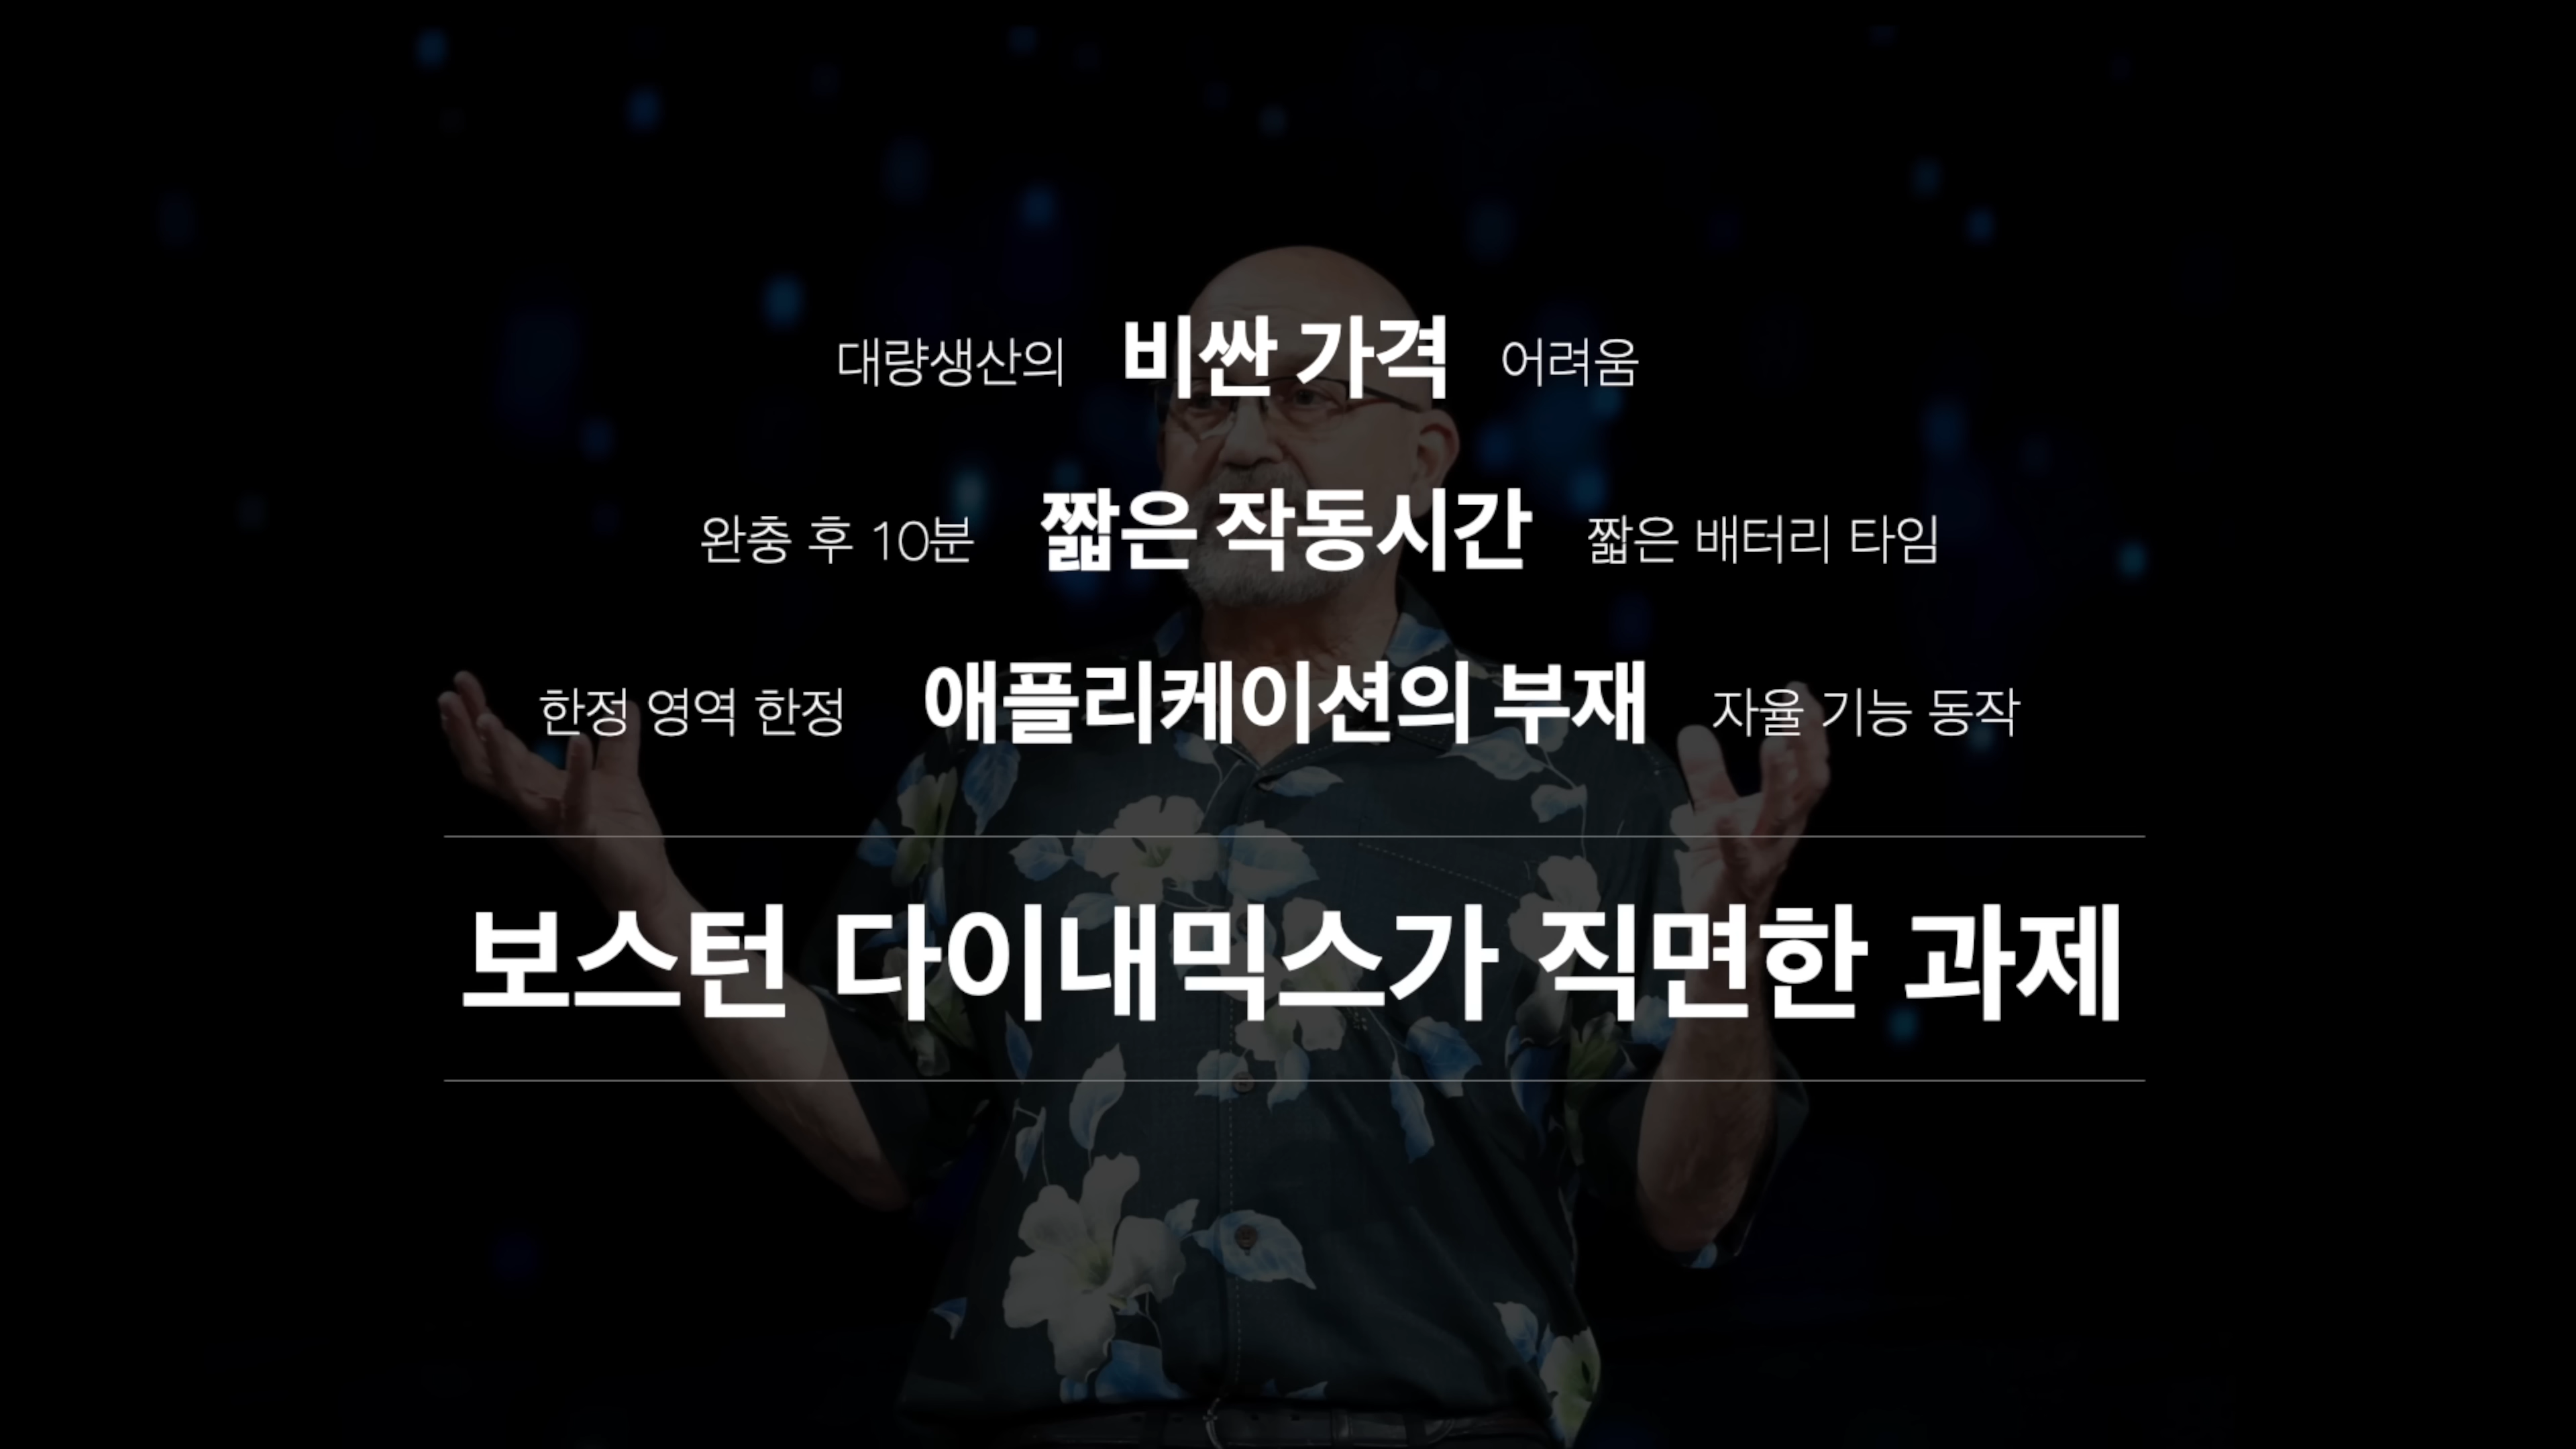 대량생산의 비싼 가격 어려움
완충 후 10분 짧은 작동시간 짧은 배터리 타임
한정 영역 한정 애플리케이션의 부재 자율 기능 동작
보스턴 다이내믹스가 직면한 과제